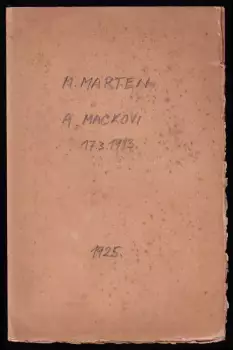 M. MARTEN
A. MACKOVI
17.3.1913.
1925.